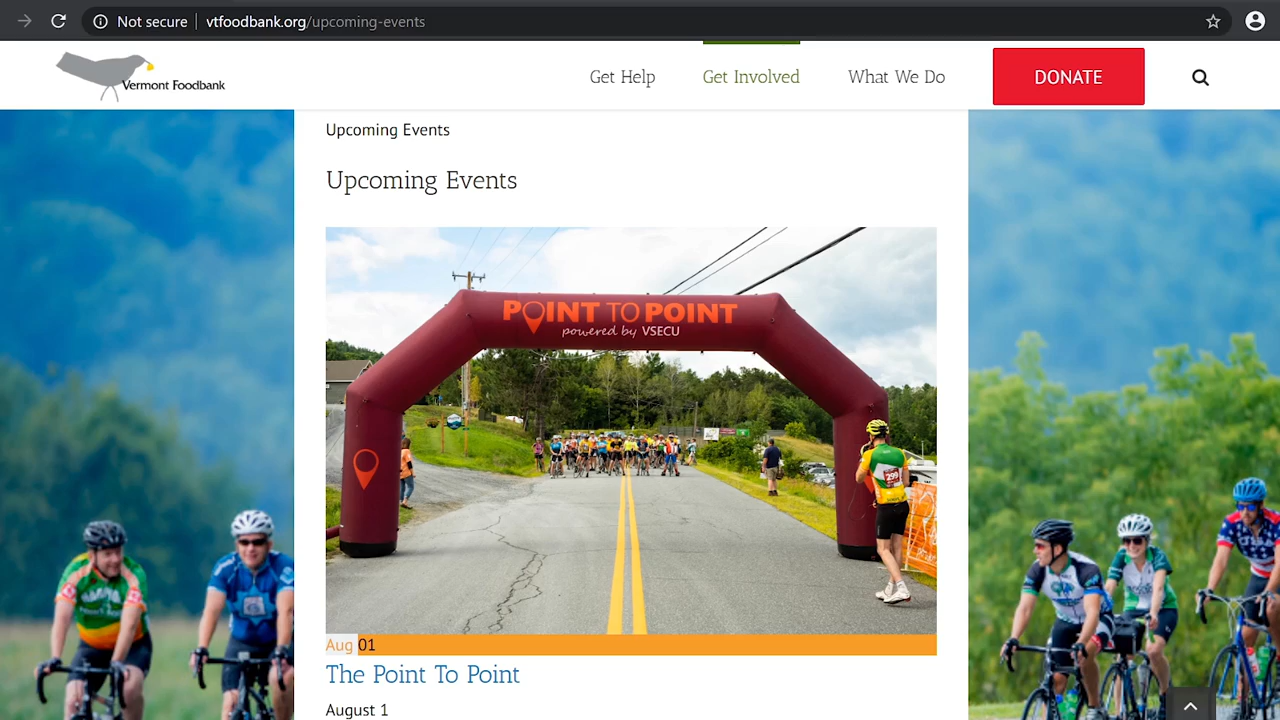 Not secure vtfoodbank.org/upcoming-events
Vermont Foodbank
Get Help Get Involved What We Do DONATE
Upcoming Events
Upcoming Events
POINT TO POINT
powered by VSECU
299
Aug 01
The Point To Point
August 1